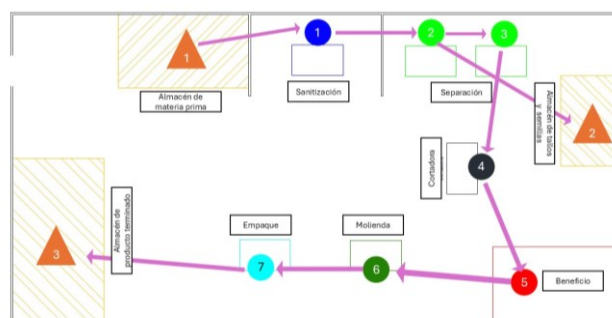 1
1
2
3
Almacén de
materia prima
Sanitización
Separación
Almacén de tallos
y semillas
2
Cortadora
4
Almacén de
producto terminado
3
Empaque
7
Molienda
6
5
Beneficio